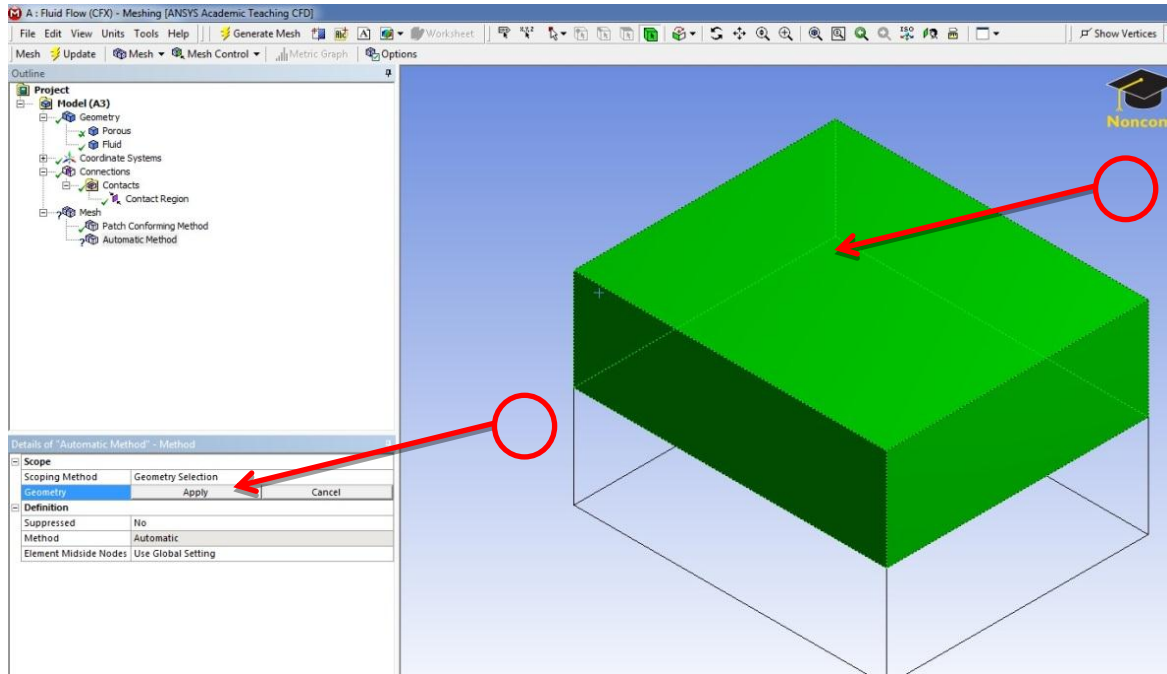 A : Fluid Flow (CFX) - Meshing [ANSYS Academic Teaching CFD]
File Edit View Units Tools Help Generate Mesh Worksheet Show Vertices
Mesh Update Mesh Mesh Control Metric Graph Options
Outline
Project
Model (A3)
Geometry
Porous
Fluid
Coordinate Systems
Connections
Contacts
Contact Region
Mesh
Patch Conforming Method
Automatic Method
Noncom
Details of "Automatic Method" - Method
Scope
Scoping Method Geometry Selection
Geometry Apply Cancel
Definition
Suppressed No
Method Automatic
Element Midside Nodes Use Global Setting